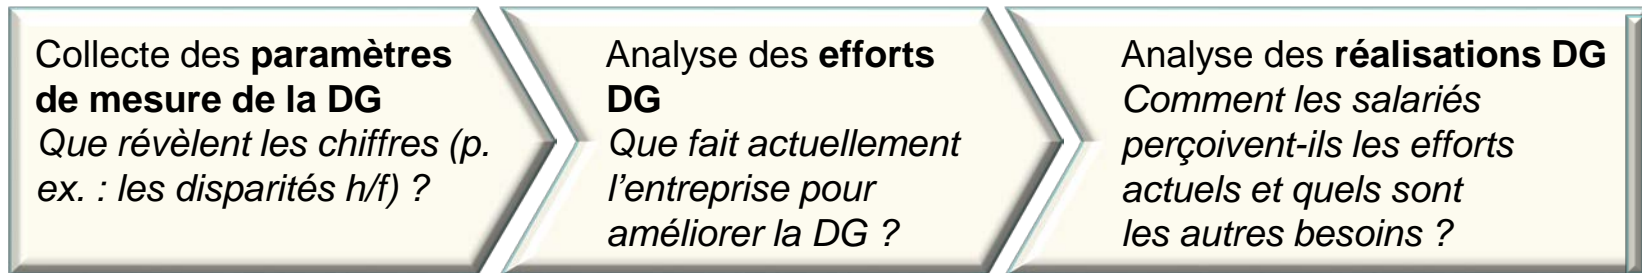 Collecte des paramètres
de mesure de la DG
Que révèlent les chiffres (p.
ex. : les disparités h/f) ?
Analyse des efforts
DG
Que fait actuellement
l’entreprise pour
améliorer la DG ?
Analyse des réalisations DG
Comment les salariés
perçoivent-ils les efforts
actuels et quels sont
les autres besoins ?